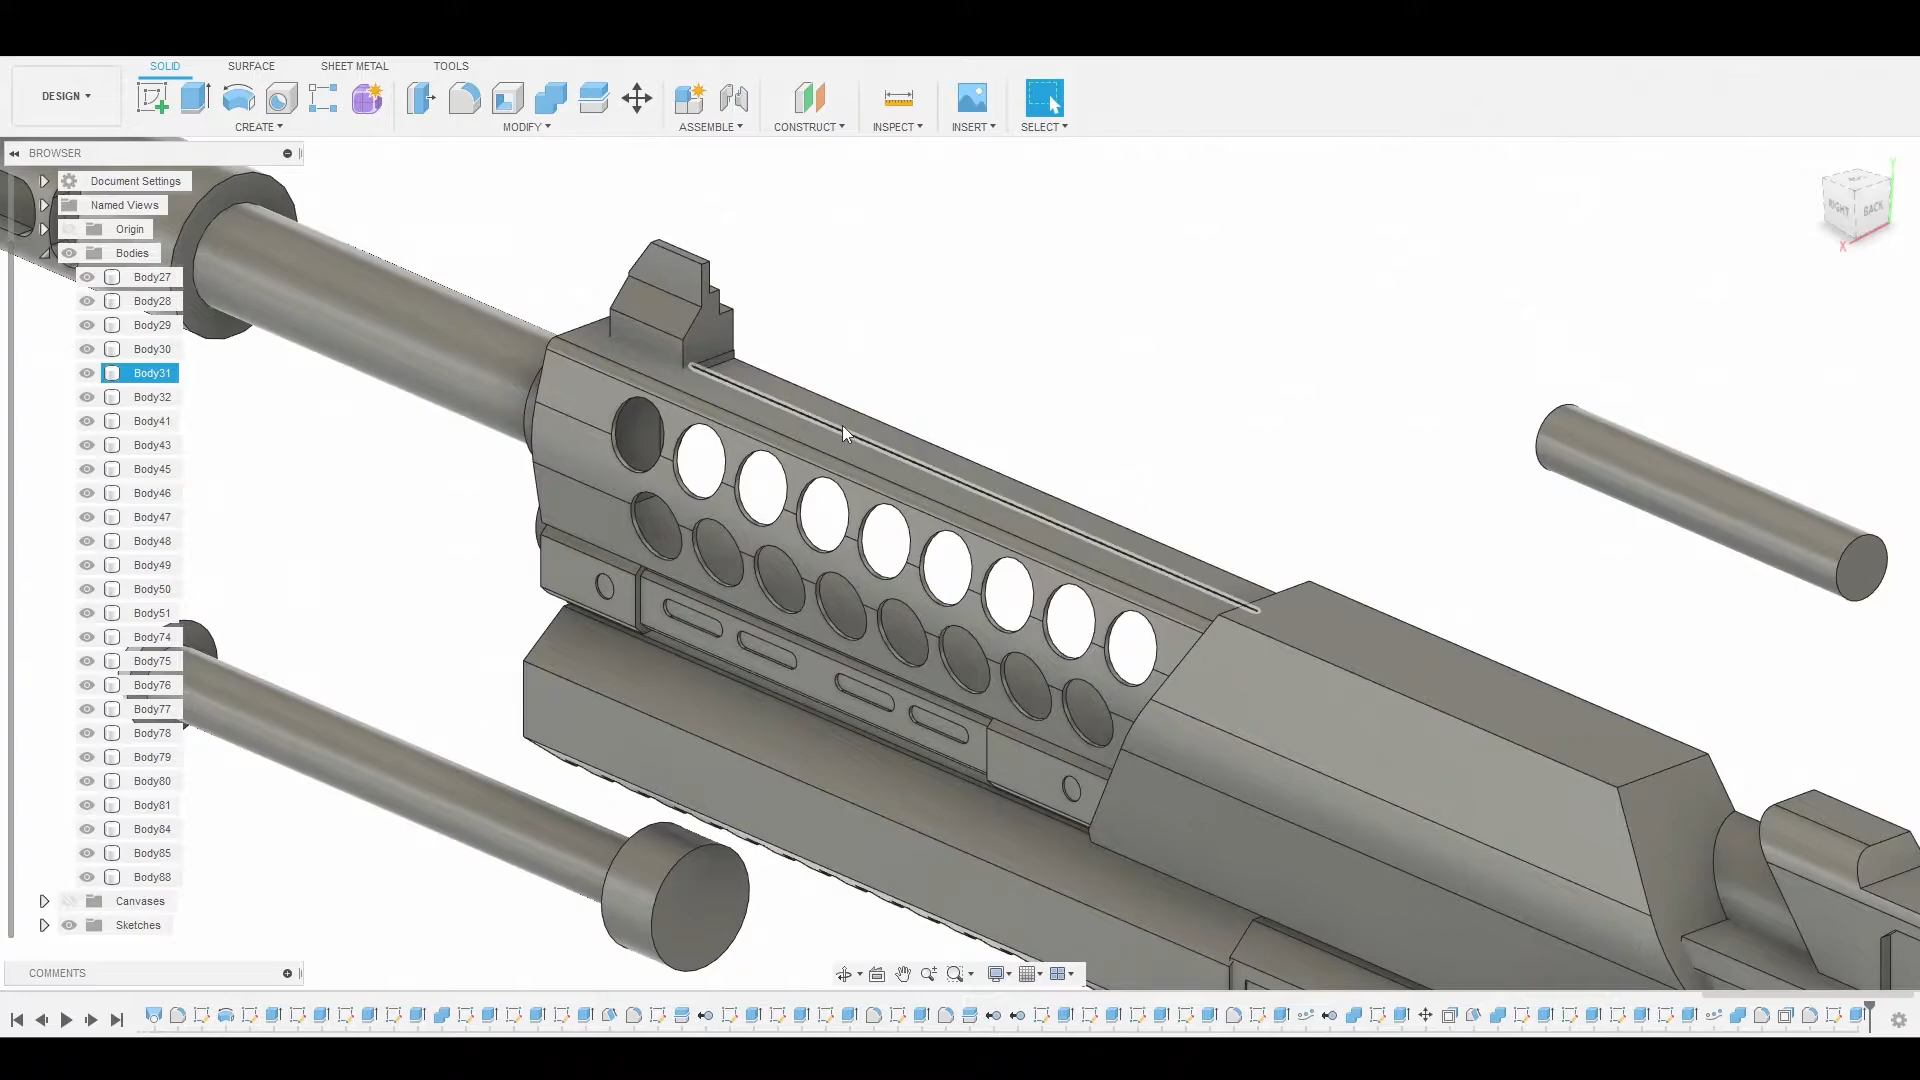 SOLID SURFACE SHEET METAL TOOLS
DESIGN
CREATE MODIFY ASSEMBLE CONSTRUCT INSPECT INSERT SELECT
BROWSER
Document Settings
Named Views
Origin
Bodies
Body27
Body28
Body29
Body30
Body31
Body32
Body41
Body43
Body45
Body46
Body47
Body48
Body49
Body50
Body51
Body74
Body75
Body76
Body77
Body78
Body79
Body80
Body81
Body84
Body85
Body88
Canvases
Sketches
COMMENTS
RIGHT BACK
X